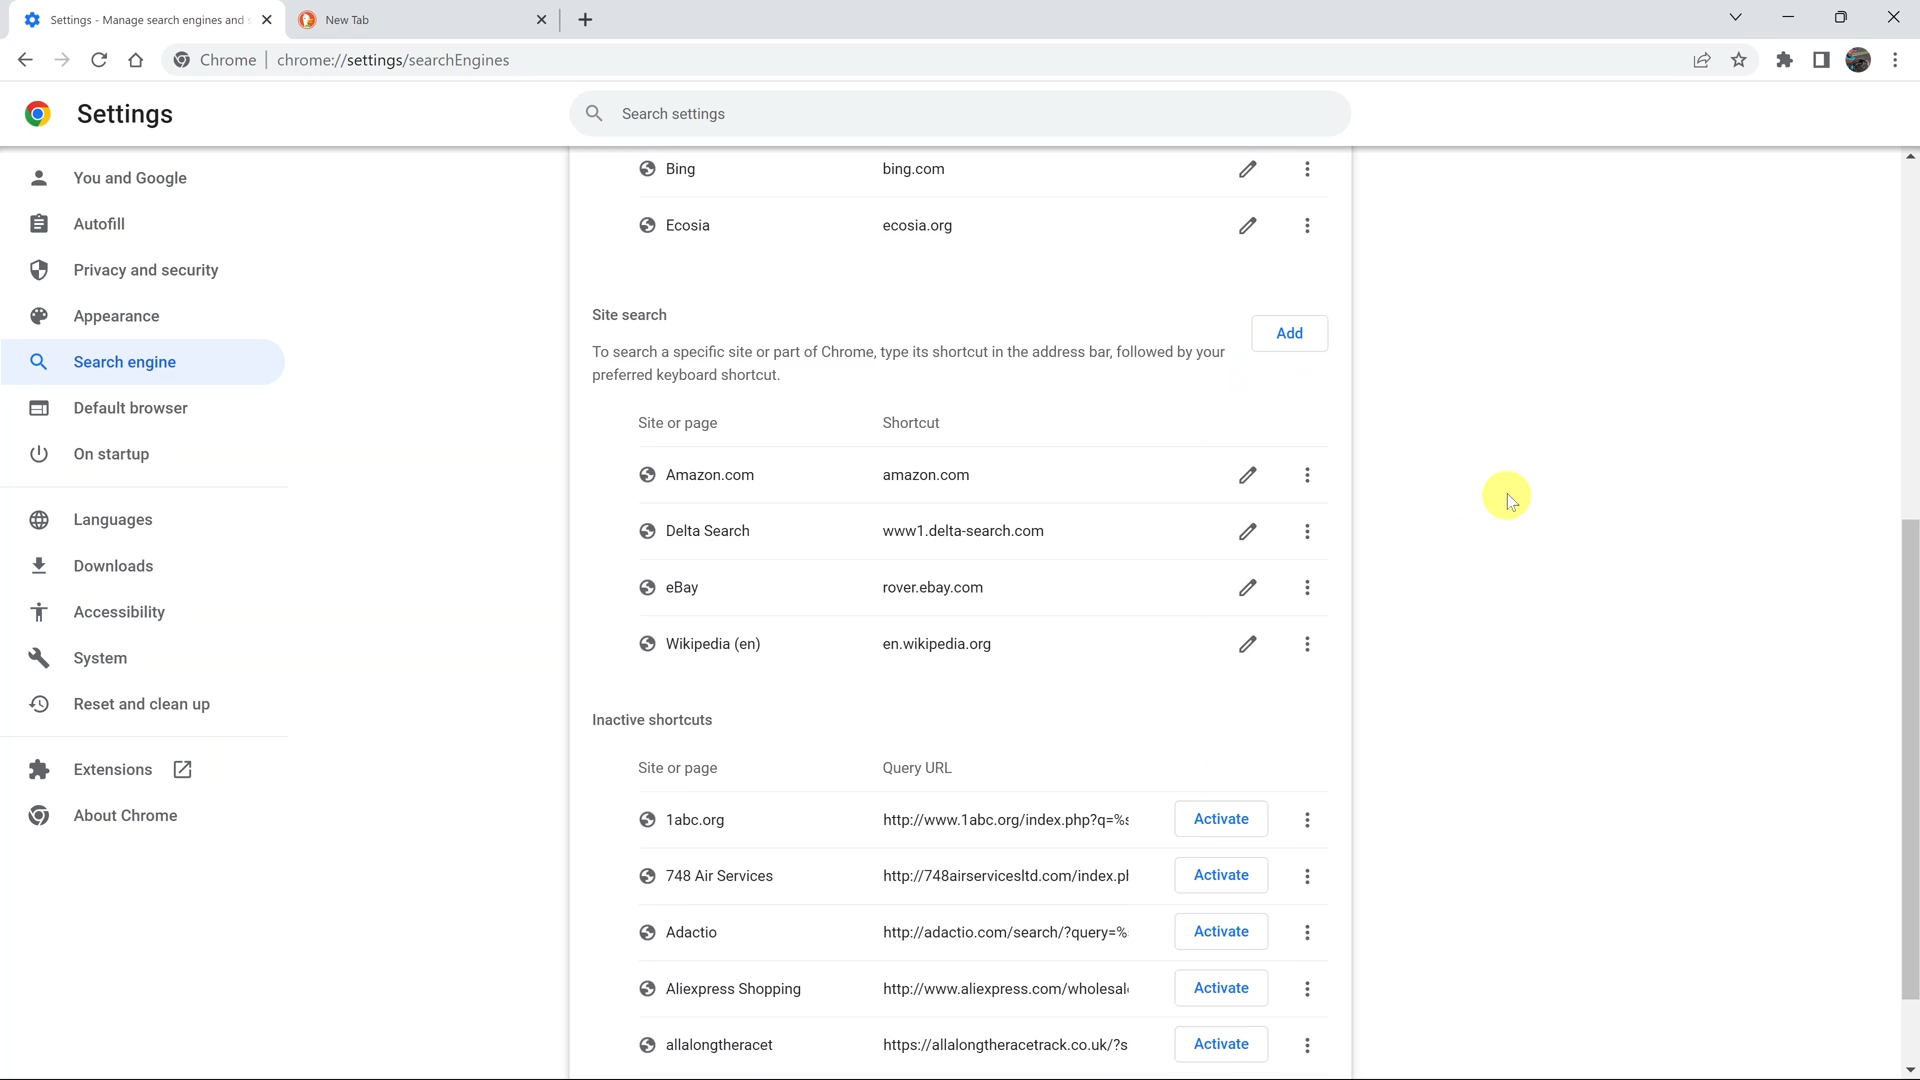 Settings - Manage search engines and s
New Tab
Chrome | chrome://settings/searchEngines
Settings
Search settings
You and Google
Autofill
Privacy and security
Appearance
Search engine
Default browser
On startup
Languages
Downloads
Accessibility
System
Reset and clean up
Extensions
About Chrome
Bing bing.com
Ecosia ecosia.org
Site search
Add
To search a specific site or part of Chrome, type its shortcut in the address bar, followed by your
preferred keyboard shortcut.
Site or page Shortcut
Amazon.com amazon.com
Delta Search www1.delta-search.com
eBay rover.ebay.com
Wikipedia (en) en.wikipedia.org
Inactive shortcuts
Site or page Query URL
1abc.org http://www.1abc.org/index.php?q=%s Activate
748 Air Services http://748airservicesltd.com/index.ph Activate
Adactio http://adactio.com/search/?query=% Activate
Aliexpress Shopping http://www.aliexpress.com/wholesale Activate
allalongtheracet https://allalongtheracetrack.co.uk/?s Activate